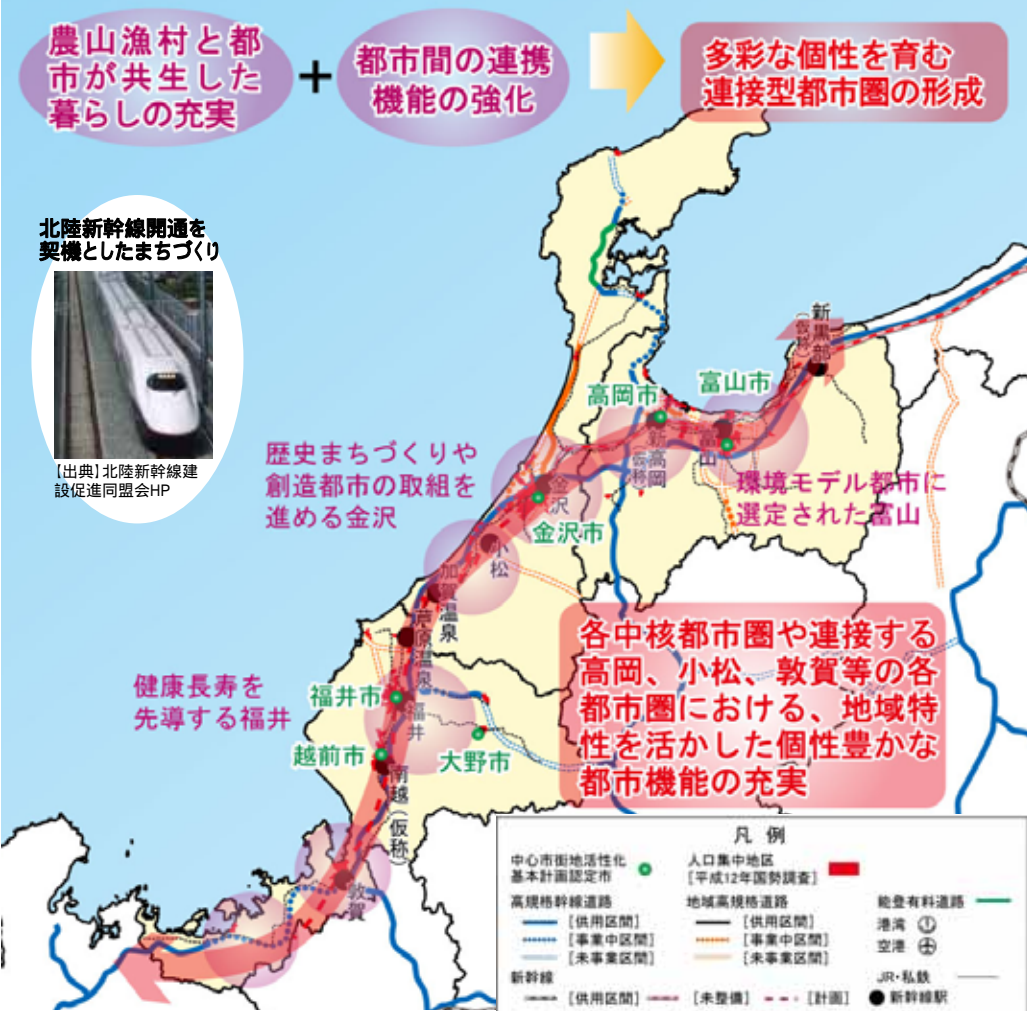 農山漁村と都
市が共生した
暮らしの充実
+
都市間の連携
機能の強化
多彩な個性を育む
連接型都市圏の形成
北陸新幹線開通を
契機としたまちづくり
【出典】北陸新幹線建
設促進同盟会HP
新黒部
(仮称)
富山市
高岡市
富山
新高岡
(仮称)
環境モデル都市に
選定された富山
歴史まちづくりや
創造都市の取組を
進める金沢
金沢
金沢市
小松
加賀温泉
芦原温泉
各中核都市圏や連接する
高岡、小松、敦賀等の各
都市圏における、地域特
性を活かした個性豊かな
都市機能の充実
健康長寿を
先導する福井
福井市
福井
越前市
大野市
南越(仮称)
敦賀
凡 例
中心市街地活性化
基本計画認定市
人口集中地区
[平成12年国勢調査]
高規格幹線道路
[供用区間]
[事業中区間]
[未事業区間]
地域高規格道路
[供用区間]
[事業中区間]
[未事業区間]
能登有料道路
港湾
空港
新幹線
[供用区間]
[未整備]
[計画]
JR・私鉄
新幹線駅